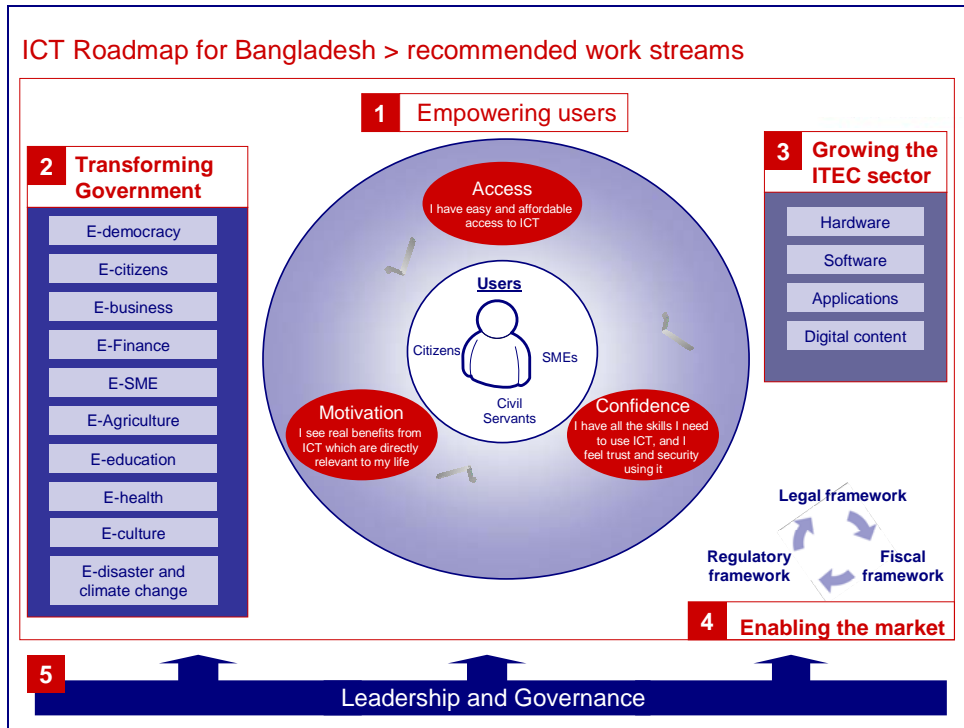 ICT Roadmap for Bangladesh > recommended work streams
1 Empowering users
2 Transforming
Government
E-democracy
E-citizens
E-business
E-Finance
E-SME
E-Agriculture
E-education
E-health
E-culture
E-disaster and
climate change
Access
I have easy and affordable
access to ICT
Users
Citizens
SMEs
Civil
Servants
Motivation
I see real benefits from
ICT which are directly
relevant to my life
Confidence
I have all the skills I need
to use ICT, and I
feel trust and security
using it
3 Growing the
ITEC sector
Hardware
Software
Applications
Digital content
Legal framework
Regulatory
framework
Fiscal
framework
4 Enabling the market
5
Leadership and Governance